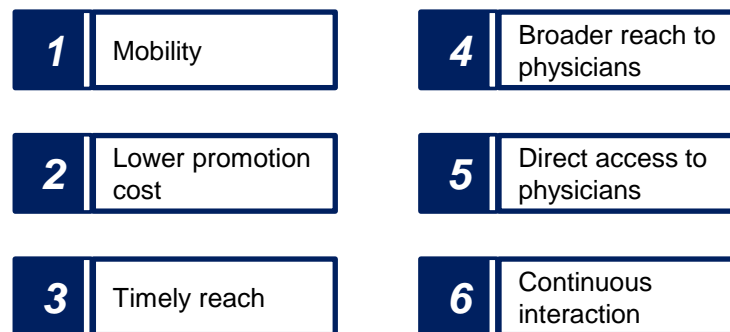 1
Mobility
2
Lower promotion
cost
3
Timely reach
4
Broader reach to
physicians
5
Direct access to
physicians
6
Continuous
interaction